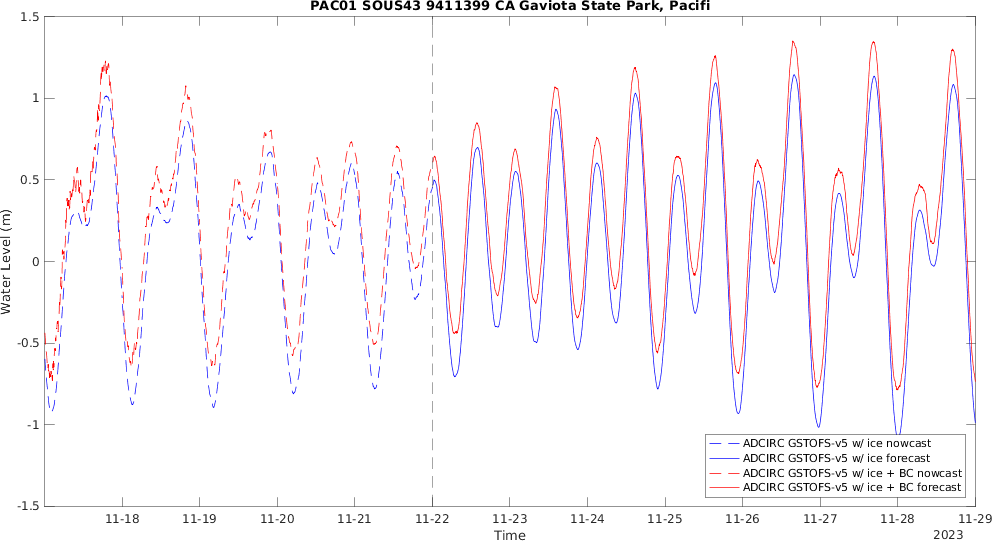 PAC01 SOUS43 9411399 CA Gaviota State Park, Pacifi
1.5
1
0.5
0
-0.5
-1
-1.5
Water Level (m)
11-18
11-19
11-20
11-21
11-22
11-23
11-24
11-25
11-26
11-27
11-28
11-29
Time
2023
ADCIRC GSTOFS-v5 w/ ice nowcast
ADCIRC GSTOFS-v5 w/ ice forecast
ADCIRC GSTOFS-v5 w/ ice + BC nowcast
ADCIRC GSTOFS-v5 w/ ice + BC forecast